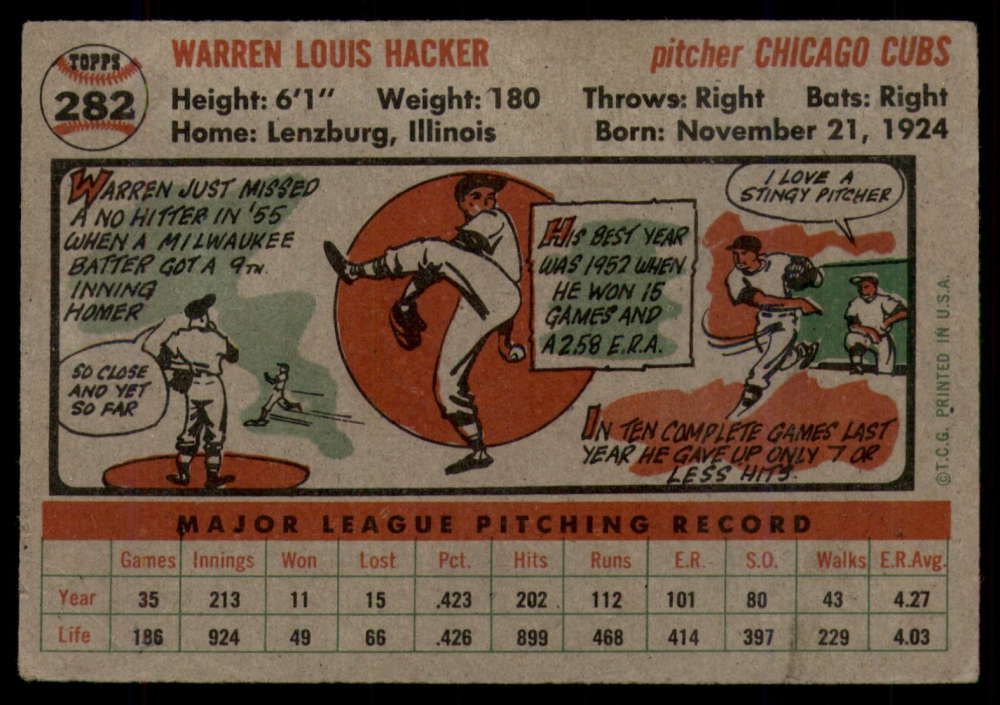 TOPPS
282
WARREN LOUIS HACKER
pitcher CHICAGO CUBS
Height: 6'1" Weight: 180 Throws: Right Bats: Right
Home: Lenzburg, Illinois Born: November 21, 1924
WARREN JUST MISSED
A NO HITTER IN '55
WHEN A MILWAUKEE
BATTER GOT A 9TH.
INNING
HOMER
SO CLOSE
AND YET
SO FAR
HIS BEST YEAR
WAS 1952 WHEN
HE WON 15
GAMES AND
A 2.58 E.R.A.
I LOVE A
STINGY PITCHER
IN TEN COMPLETE GAMES LAST
YEAR HE GAVE UP ONLY 7 OR
LESS HITS.
©T.C.G. PRINTED IN U.S.A.
MAJOR LEAGUE PITCHING RECORD
Games Innings Won Lost Pct. Hits Runs E.R. S.O. Walks E.R.Avg.
Year 35 213 11 15 .423 202 112 101 80 43 4.27
Life 186 924 49 66 .426 899 468 414 397 229 4.03